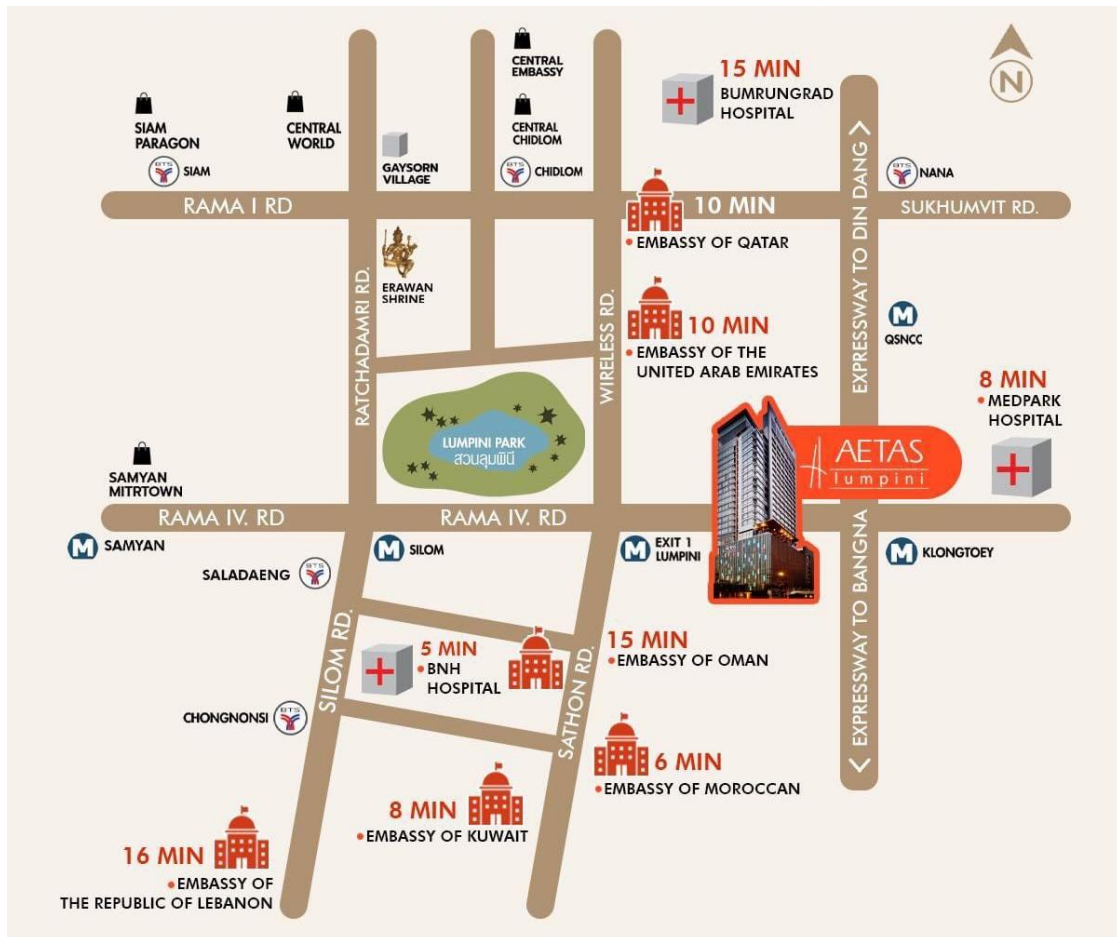 CENTRAL
EMBASSY
15 MIN
BUMRUNGRAD
HOSPITAL
N
SIAM
PARAGON
CENTRAL
WORLD
CENTRAL
CHIDLOM
GAYSORN
VILLAGE
BTS
SIAM
BTS
CHIDLOM
BTS
NANA
RAMA I RD
10 MIN
SUKHUMVIT RD.
EMBASSY OF QATAR
ERAWAN
SHRINE
RATCHADAMRI RD.
WIRELESS RD.
EXPRESSWAY TO DIN DANG
10 MIN
EMBASSY OF THE
UNITED ARAB EMIRATES
M
QSNCC
8 MIN
MEDPARK
HOSPITAL
LUMPINI PARK
สวนลุมพินี
AETAS
lumpini
SAMYAN
MITRTOWN
RAMA IV. RD
RAMA IV. RD
M SAMYAN
M SILOM
M EXIT 1
LUMPINI
M KLONGTOEY
SALADAENG
BTS
SILOM RD.
SATHON RD.
EXPRESSWAY TO BANGNA
5 MIN
BNH
HOSPITAL
15 MIN
EMBASSY OF OMAN
CHONGNONSI
BTS
6 MIN
EMBASSY OF MOROCCAN
8 MIN
EMBASSY OF KUWAIT
16 MIN
EMBASSY OF
THE REPUBLIC OF LEBANON